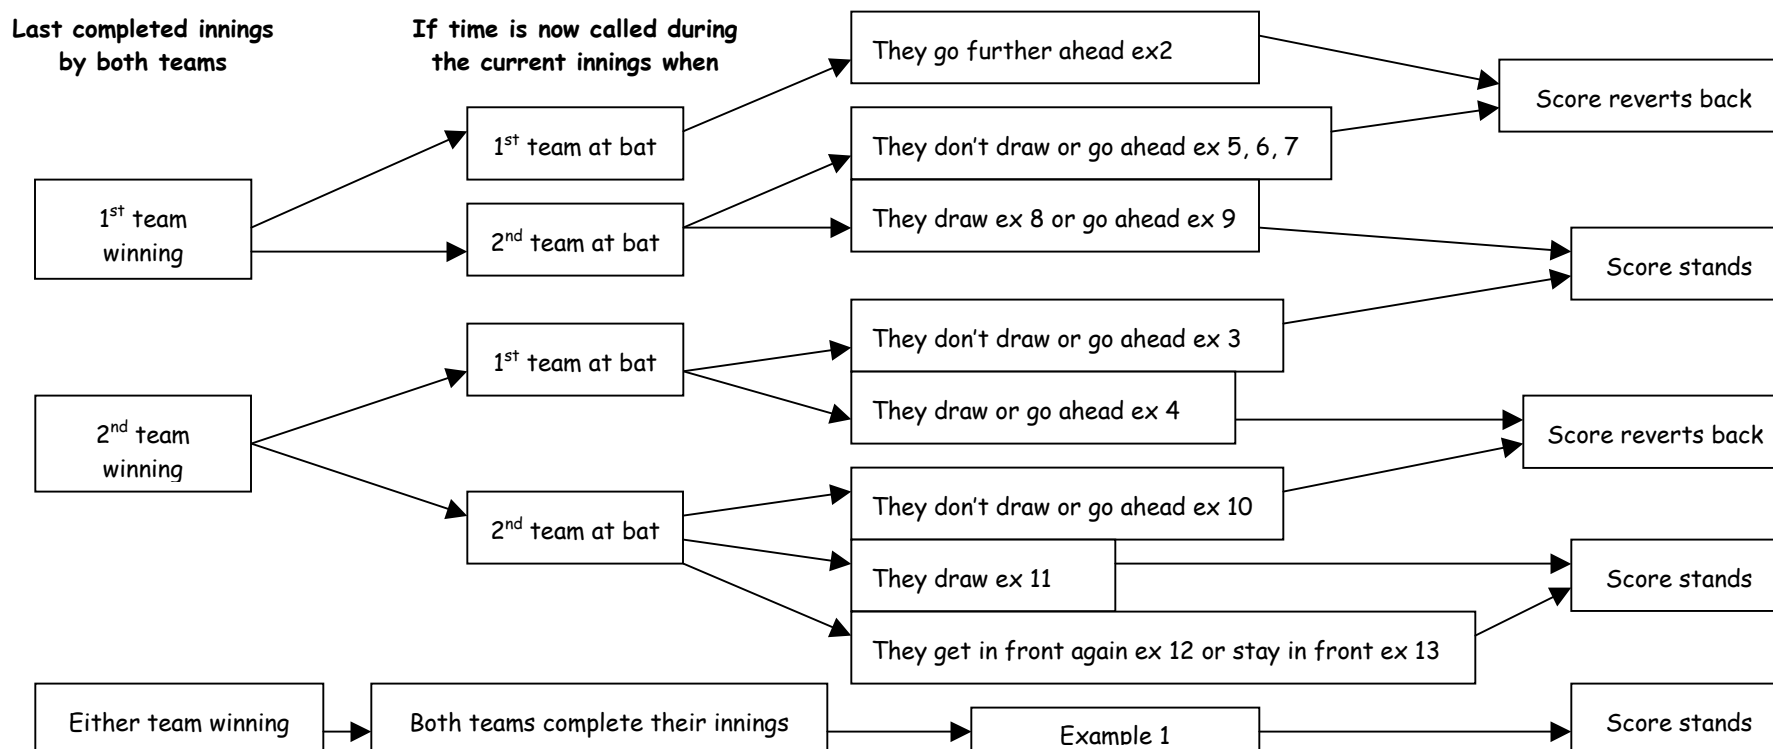 Last completed innings
by both teams
If time is now called during
the current innings when
They go further ahead ex2
Score reverts back
1st team at bat
They don't draw or go ahead ex 5, 6, 7
1st team
winning
2nd team at bat
They draw ex 8 or go ahead ex 9
Score stands
1st team at bat
They don't draw or go ahead ex 3
They draw or go ahead ex 4
2nd team
winning
Score reverts back
2nd team at bat
They don't draw or go ahead ex 10
They draw ex 11
Score stands
They get in front again ex 12 or stay in front ex 13
Either team winning
Both teams complete their innings
Example 1
Score stands